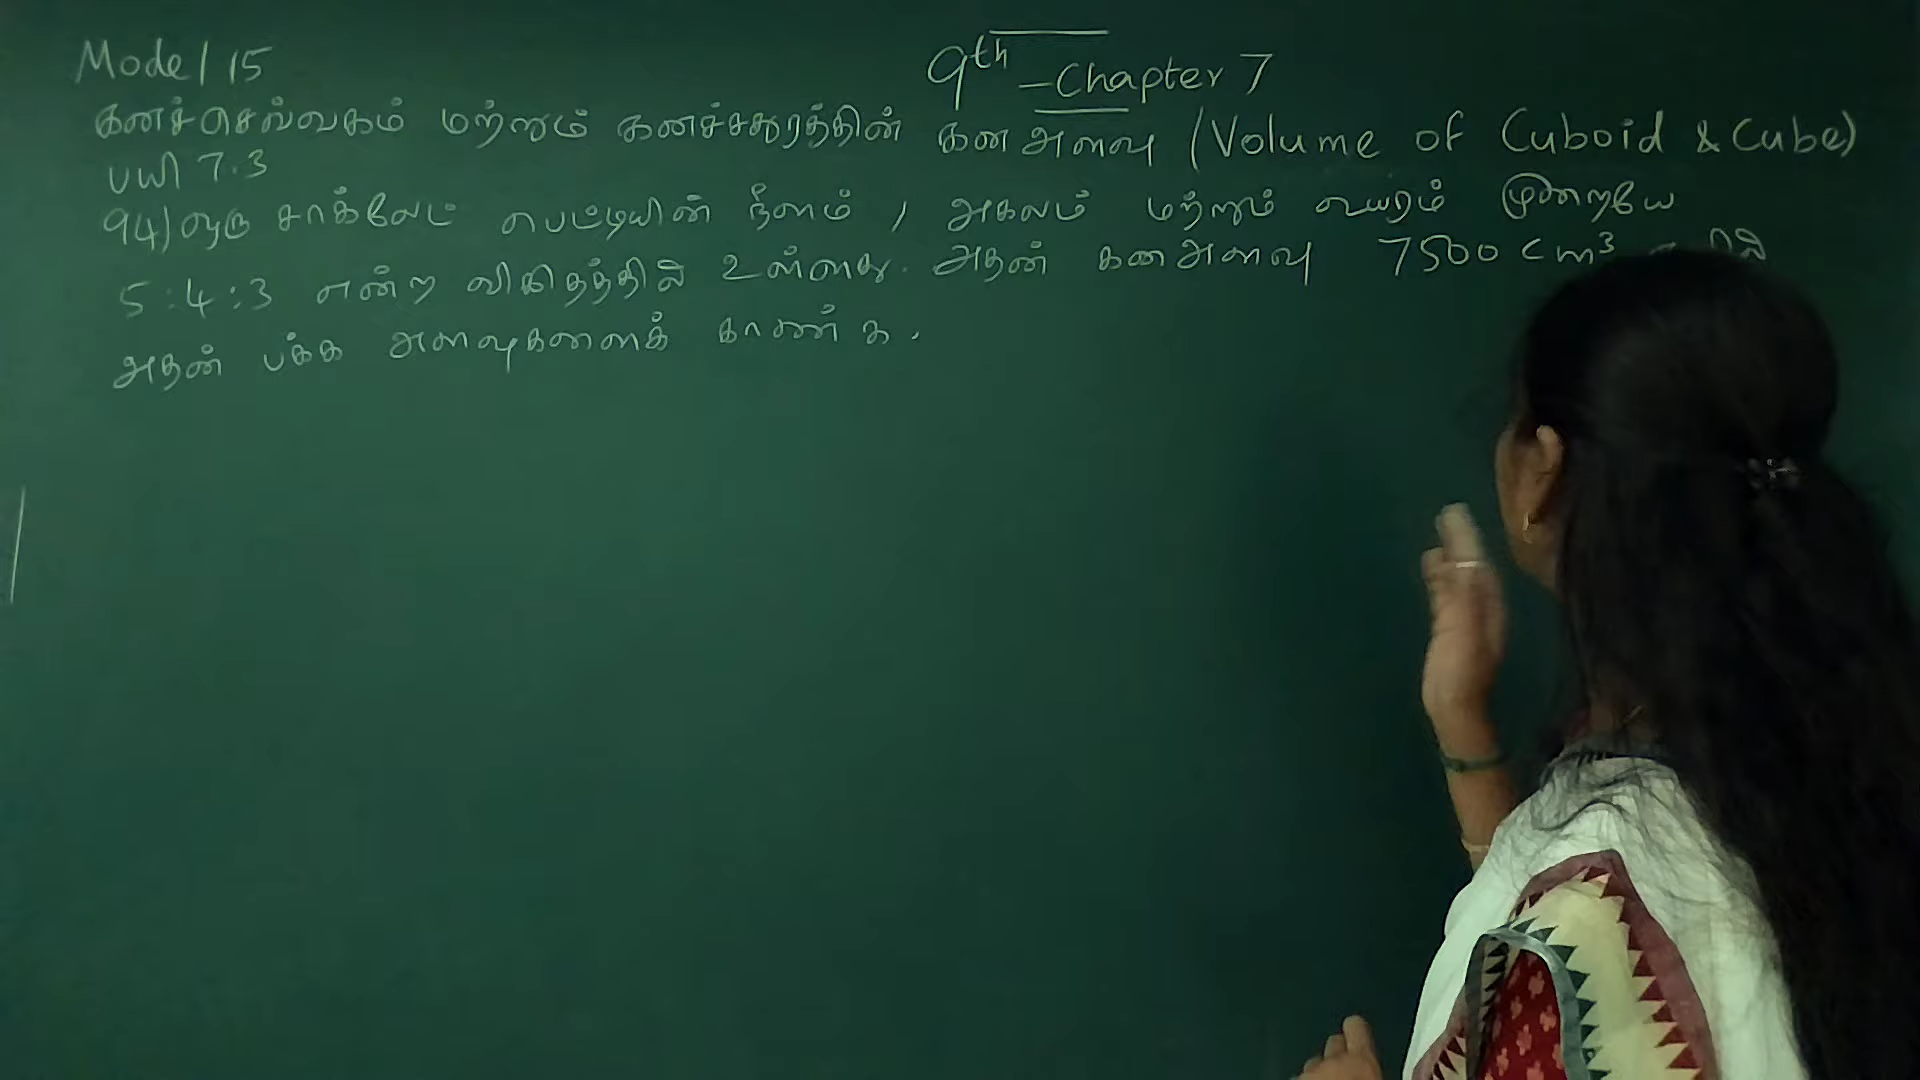 9th - Chapter 7
Model 15
கனச்செவ்வகம் மற்றும் கனச்சதுரத்தின் கனஅளவு (Volume of Cuboid & Cube)
பயி 7.3
94) ஒரு சாக்லேட் பெட்டியின் நீளம், அகலம் மற்றும் உயரம் முறையே
5:4:3 என்ற விகிதத்தில் உள்ளது. அதன் கனஅளவு 7500 cm³
அதன் பக்க அளவுகளைக் காண்க.